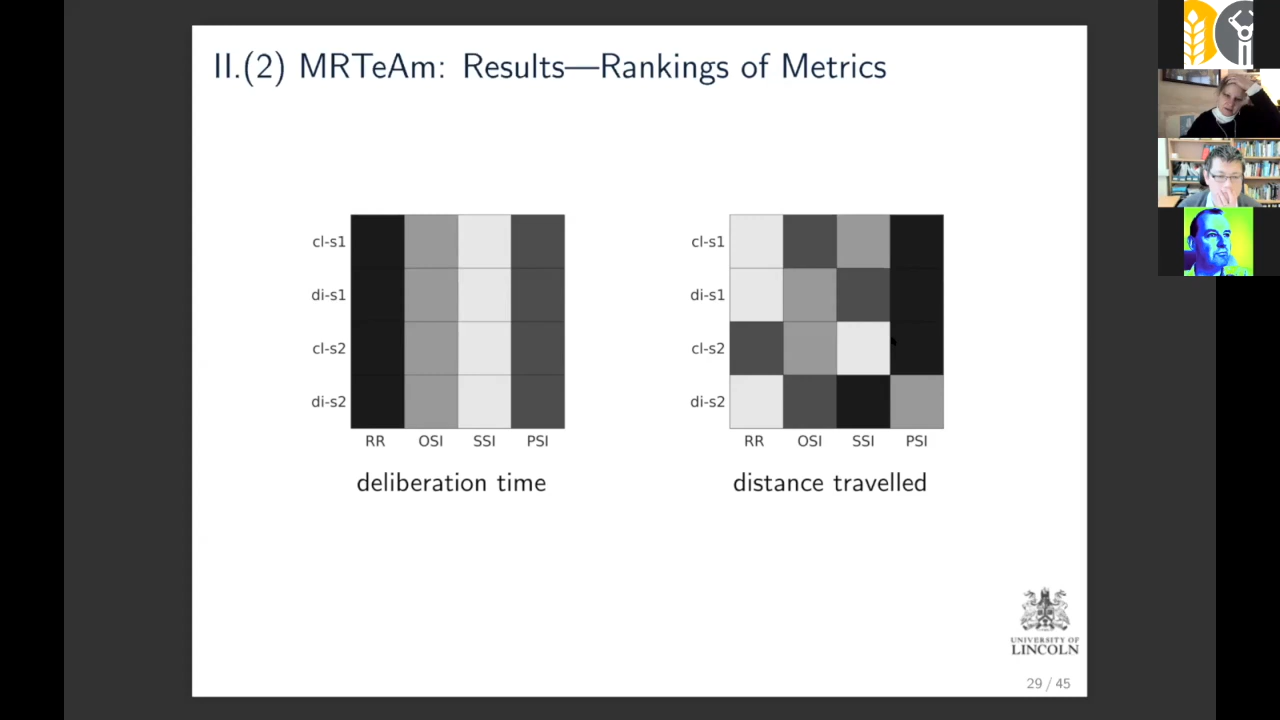 II.(2) MRTeAm: Results—Rankings of Metrics
cl-s1
di-s1
cl-s2
di-s2
RR OSI SSI PSI
deliberation time
cl-s1
di-s1
cl-s2
di-s2
RR OSI SSI PSI
distance travelled
UNIVERSITY OF
LINCOLN
29 / 45